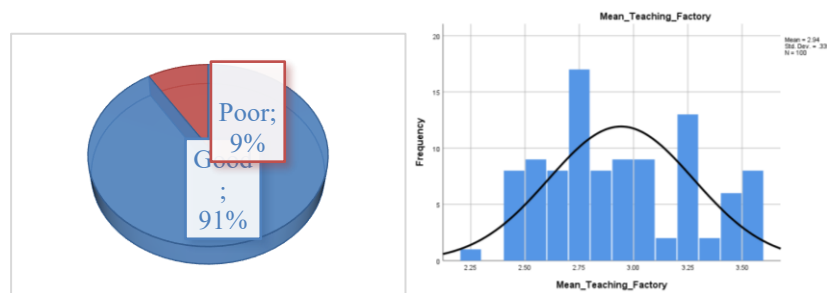 Poor;
9%
Good
;
91%
Mean_Teaching_Factory
Mean = 2.94
Std. Dev. = .33
N = 100
Frequency
20
15
10
5
0
2.25
2.50
2.75
3.00
3.25
3.50
Mean_Teaching_Factory